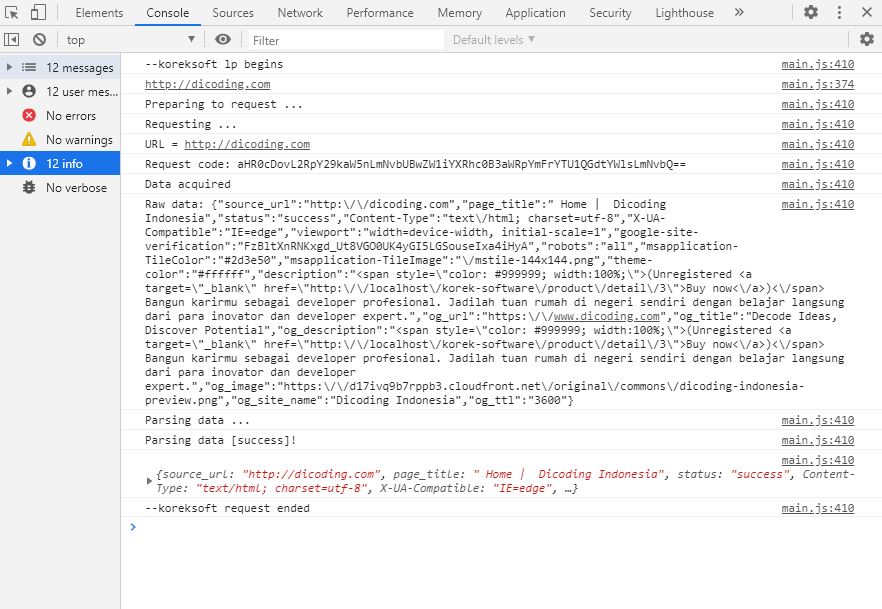 Elements Console Sources Network Performance Memory Application Security Lighthouse »
top Filter Default levels
12 messages
12 user mes...
No errors
No warnings
12 info
No verbose
--koreksoft lp begins main.js:410
http://dicoding.com main.js:374
Preparing to request ... main.js:410
Requesting ... main.js:410
URL = http://dicoding.com main.js:410
Request code: aHR0cDovL2RpY29kaW5nLmNvbUBwZW1iYXRhc0B3aWRpYmFrYTU1QGdtYWlsLmNvbQ== main.js:410
Data acquired main.js:410
Raw data: {"source_url":"http:\/\/dicoding.com","page_title":" Home |  Dicoding main.js:410
Indonesia","status":"success","Content-Type":"text\/html; charset=utf-8","X-UA-
Compatible":"IE=edge","viewport":"width=device-width, initial-scale=1","google-site-
verification":"FzBltXnRNKxgd_Ut8VGO0UK4yGI5LGSouseIxa4iHyA","robots":"all","msapplication-
TileColor":"#2d3e50","msapplication-TileImage":"\/mstile-144x144.png","theme-
color":"#ffffff","description":"<span style=\"color: #999999; width:100%;\">(Unregistered <a
target=\"_blank\" href=\"http:\/\/localhost\/korek-software\/product\/detail\/3\">Buy now<\/a>)<\/span>
Bangun karirmu sebagai developer profesional. Jadilah tuan rumah di negeri sendiri dengan belajar langsung
dari para inovator dan developer expert.","og_url":"https:\/\/www.dicoding.com","og_title":"Decode Ideas,
Discover Potential","og_description":"<span style=\"color: #999999; width:100%;\">(Unregistered <a
target=\"_blank\" href=\"http:\/\/localhost\/korek-software\/product\/detail\/3\">Buy now<\/a>)<\/span>
Bangun karirmu sebagai developer profesional. Jadilah tuan rumah di negeri sendiri dengan belajar langsung
dari para inovator dan developer
expert.","og_image":"https:\/\/d17ivq9b7rppb3.cloudfront.net\/original\/commons\/dicoding-indonesia-
preview.png","og_site_name":"Dicoding Indonesia","og_ttl":"3600"}
Parsing data ... main.js:410
Parsing data [success]! main.js:410
main.js:410
{source_url: "http://dicoding.com", page_title: " Home |  Dicoding Indonesia", status: "success", Content-
Type: "text/html; charset=utf-8", X-UA-Compatible: "IE=edge", …}
--koreksoft request ended main.js:410